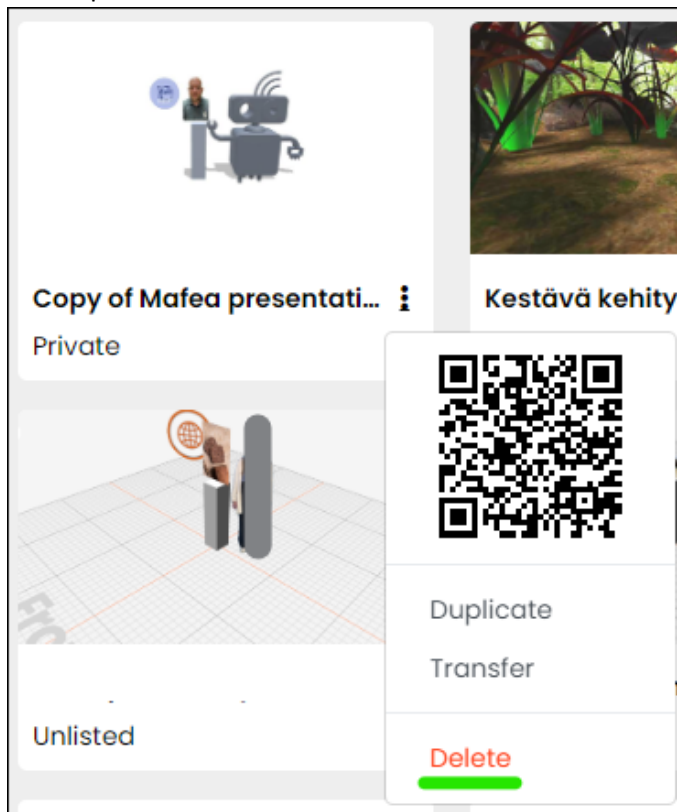 Copy of Mafea presentati...
Private
Kestävä kehity
Duplicate
Transfer
Unlisted
Delete